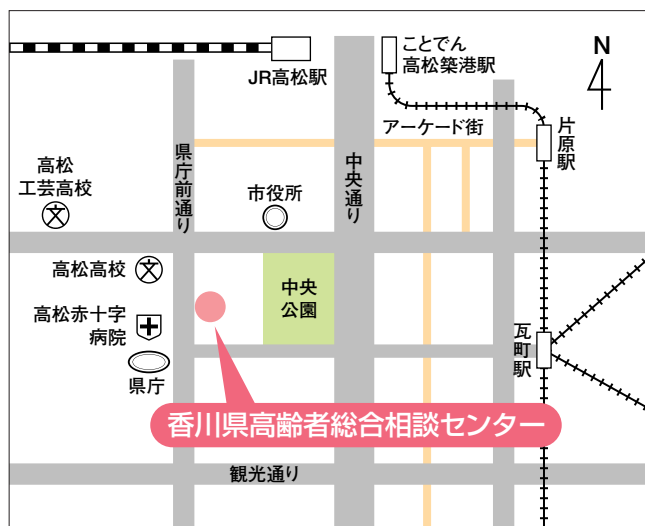 JR高松駅
ことでん
高松築港駅
N
アーケード街
片原駅
県庁前通り
中央通り
高松
工芸高校
市役所
高松高校
中央
公園
高松赤十字
病院
県庁
瓦町駅
香川県高齢者総合相談センター
観光通り